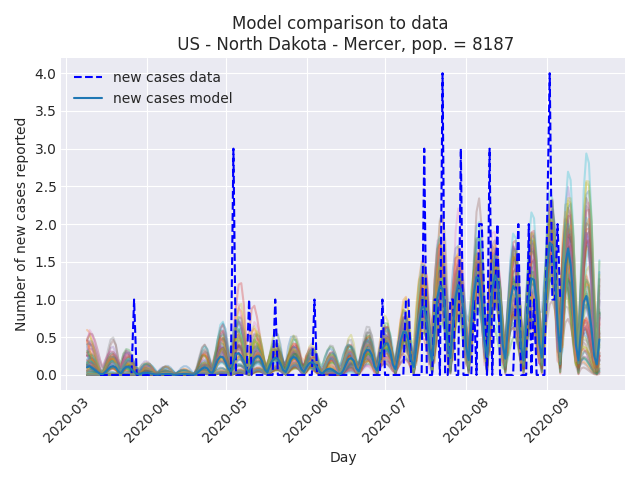 Model comparison to data
US - North Dakota - Mercer, pop. = 8187
new cases data
new cases model
Number of new cases reported
4.0
3.5
3.0
2.5
2.0
1.5
1.0
0.5
0.0
2020-03
2020-04
2020-05
2020-06
2020-07
2020-08
2020-09
Day